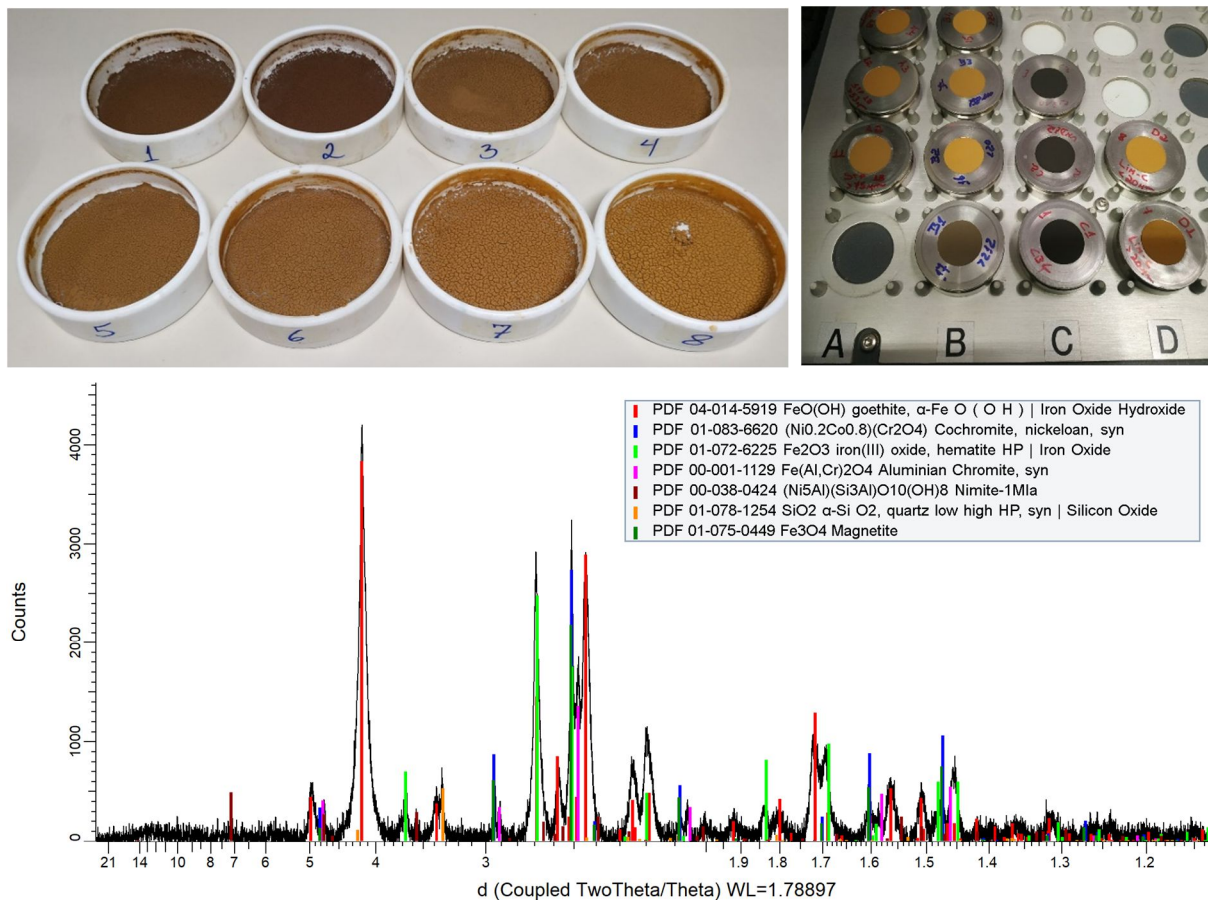 1
2
3
4
5
6
7
8
B1
C1
D2
A
B
C
D
PDF 04-014-5919 FeO(OH) goethite, α-Fe O ( O H ) | Iron Oxide Hydroxide
PDF 01-083-6620 (Ni0.2Co0.8)(Cr2O4) Cochromite, nickeloan, syn
PDF 01-072-6225 Fe2O3 iron(III) oxide, hematite HP | Iron Oxide
PDF 00-001-1129 Fe(Al,Cr)2O4 Aluminian Chromite, syn
PDF 00-038-0424 (Ni5Al)(Si3Al)O10(OH)8 Nimite-1MIa
PDF 01-078-1254 SiO2 α-Si O2, quartz low high HP, syn | Silicon Oxide
PDF 01-075-0449 Fe3O4 Magnetite
Counts
4000
3000
2000
1000
0
21 14 10 8 7 6 5 4 3 1.9 1.8 1.7 1.6 1.5 1.4 1.3 1.2
d (Coupled TwoTheta/Theta) WL=1.78897